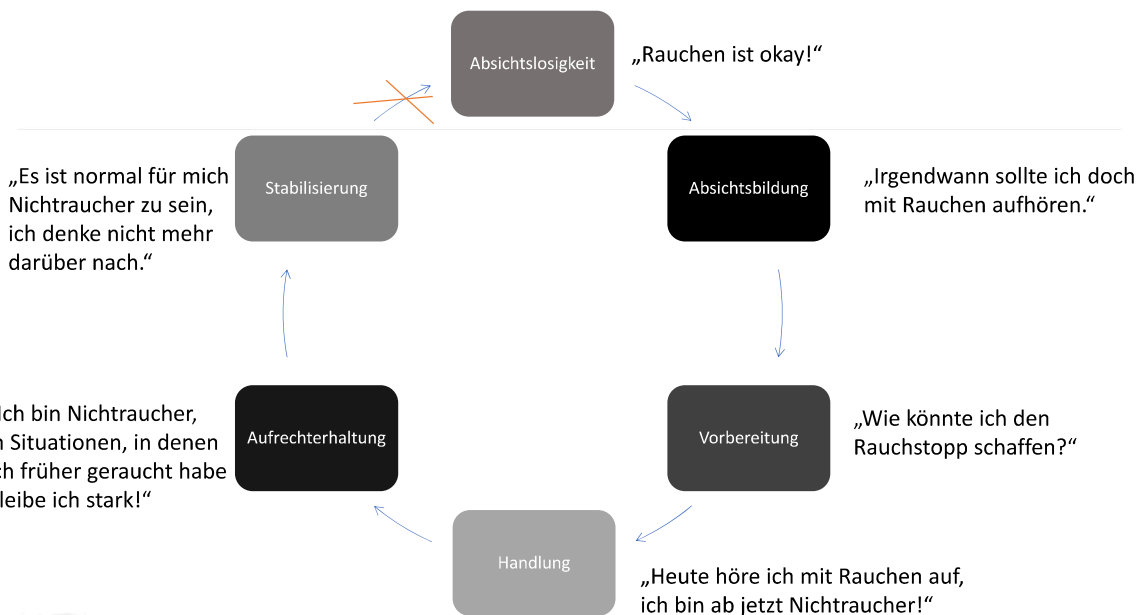 Absichtslosigkeit
„Rauchen ist okay!“
Absichtsbildung
„Irgendwann sollte ich doch
mit Rauchen aufhören.“
Vorbereitung
„Wie könnte ich den
Rauchstopp schaffen?“
Handlung
„Heute höre ich mit Rauchen auf,
ich bin ab jetzt Nichtraucher!“
Aufrechterhaltung
Ich bin Nichtraucher,
Situationen, in denen
früher geraucht habe
ich stark!“
Stabilisierung
„Es ist normal für mich
Nichtraucher zu sein,
ich denke nicht mehr
darüber nach.“